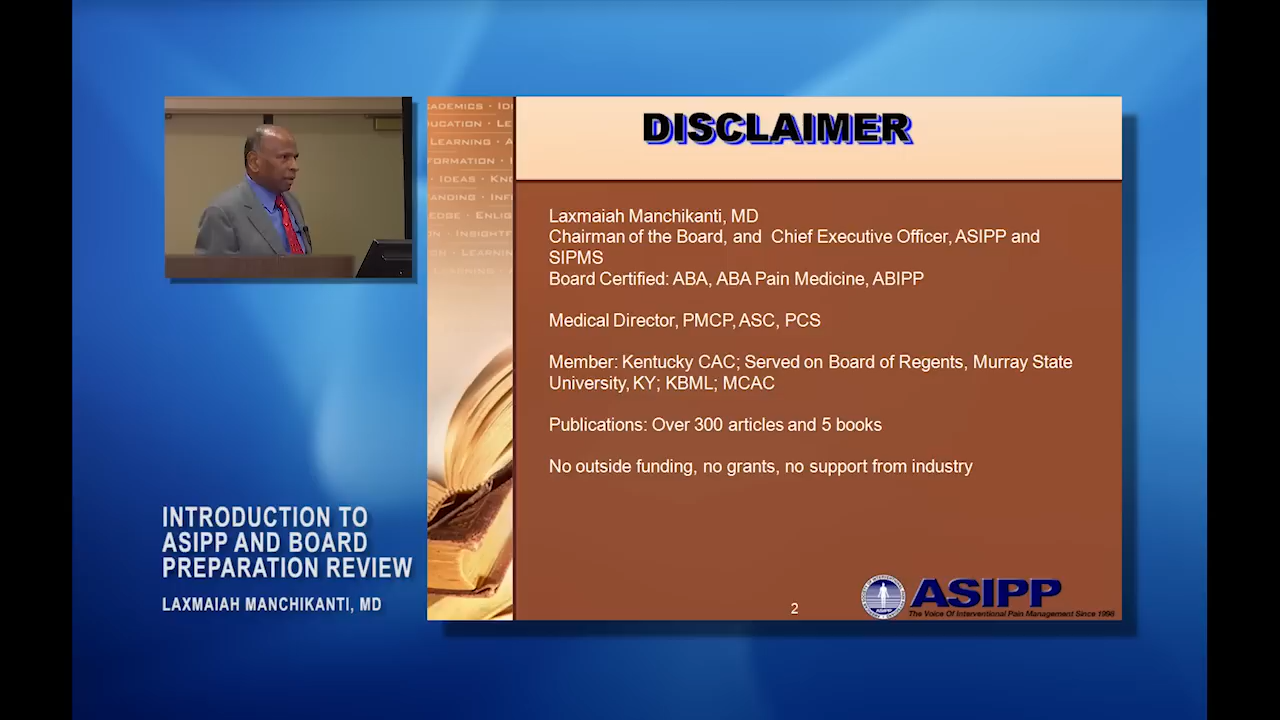 DISCLAIMER
Laxmaiah Manchikanti, MD
Chairman of the Board, and Chief Executive Officer, ASIPP and
SIPMS
Board Certified: ABA, ABA Pain Medicine, ABIPP
Medical Director, PMCP, ASC, PCS
Member: Kentucky CAC; Served on Board of Regents, Murray State
University, KY; KBML; MCAC
Publications: Over 300 articles and 5 books
No outside funding, no grants, no support from industry
2
ASIPP
The Voice Of Interventional Pain Management Since 1998
INTRODUCTION TO
ASIPP AND BOARD
PREPARATION REVIEW
LAXMAIAH MANCHIKANTI, MD